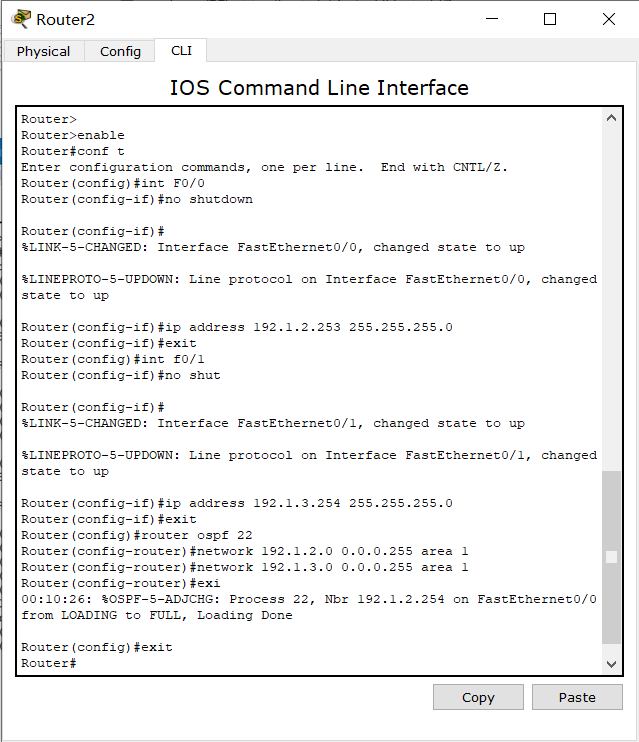 Router2
Physical Config CLI
IOS Command Line Interface
Router>
Router>enable
Router#conf t
Enter configuration commands, one per line.  End with CNTL/Z.
Router(config)#int F0/0
Router(config-if)#no shutdown
Router(config-if)#
%LINK-5-CHANGED: Interface FastEthernet0/0, changed state to up
%LINEPROTO-5-UPDOWN: Line protocol on Interface FastEthernet0/0, changed
state to up
Router(config-if)#ip address 192.1.2.253 255.255.255.0
Router(config-if)#exit
Router(config)#int f0/1
Router(config-if)#no shut
Router(config-if)#
%LINK-5-CHANGED: Interface FastEthernet0/1, changed state to up
%LINEPROTO-5-UPDOWN: Line protocol on Interface FastEthernet0/1, changed
state to up
Router(config-if)#ip address 192.1.3.254 255.255.255.0
Router(config-if)#exit
Router(config)#router ospf 22
Router(config-router)#network 192.1.2.0 0.0.0.255 area 1
Router(config-router)#network 192.1.3.0 0.0.0.255 area 1
Router(config-router)#exi
00:10:26: %OSPF-5-ADJCHG: Process 22, Nbr 192.1.2.254 on FastEthernet0/0
from LOADING to FULL, Loading Done
Router(config)#exit
Router#
Copy Paste